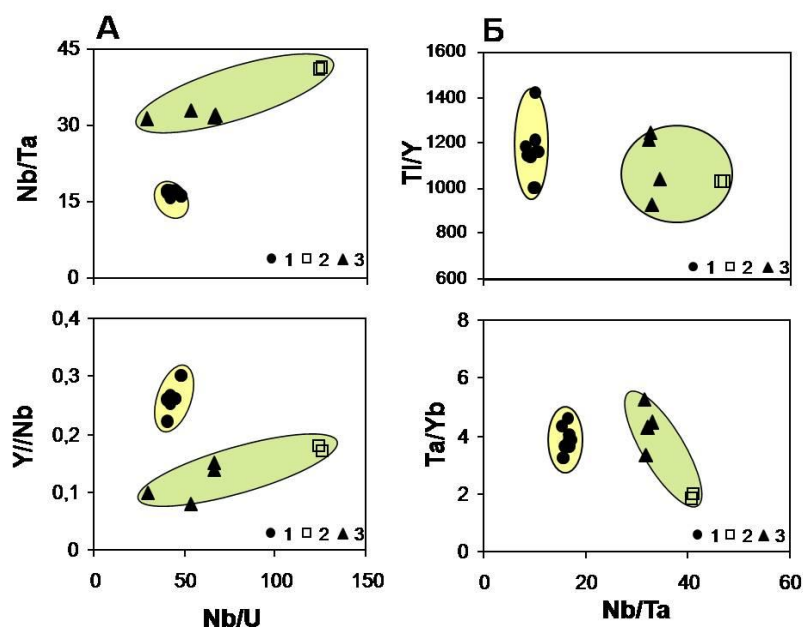 А
45
30
15
0
Nb/Ta
● 1 □ 2 ▲ 3
0,4
0,3
0,2
0,1
0
Y//Nb
● 1 □ 2 ▲ 3
0 50 100 150
Nb/U
Б
1600
1400
1200
1000
800
600
TI/Y
● 1 □ 2 ▲ 3
8
6
4
2
0
Ta/Yb
● 1 □ 2 ▲ 3
0 20 40 60
Nb/Ta